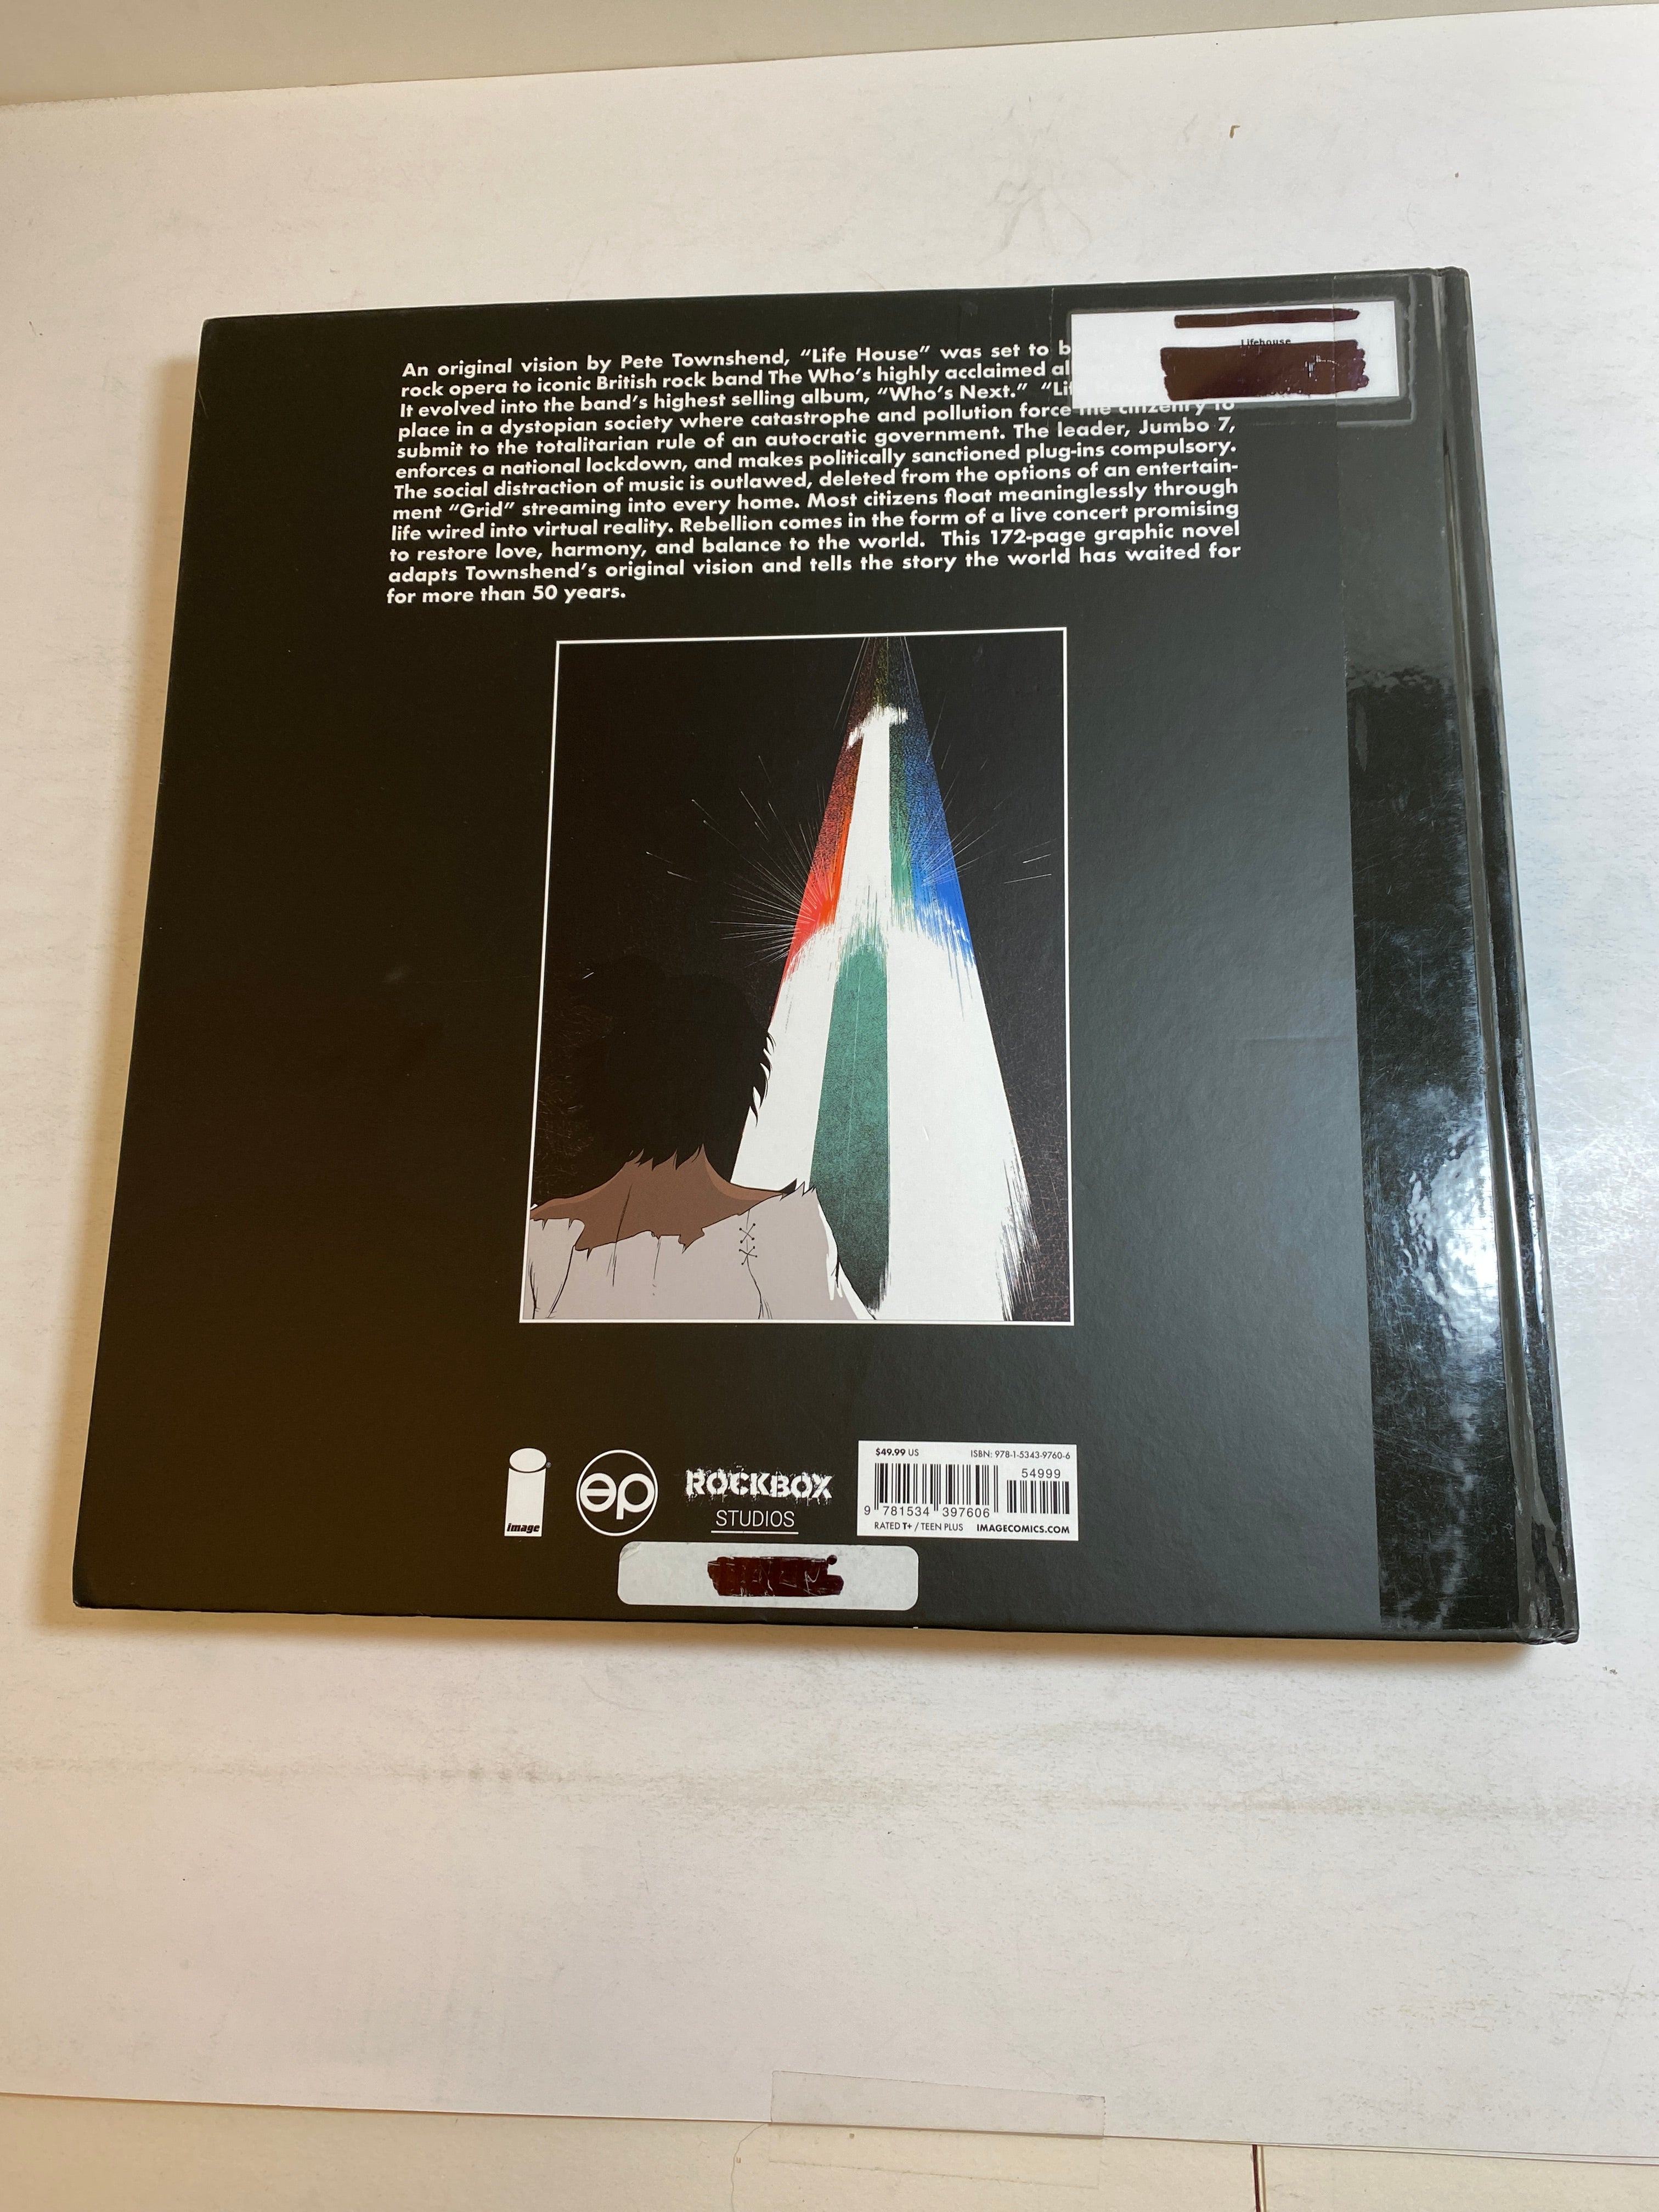 An original vision by Pete Townshend, “Life House” was set to b
rock opera to iconic British rock band The Who’s highly acclaimed al
It evolved into the band’s highest selling album, “Who’s Next.” “Li
place in a dystopian society where catastrophe and pollution force the citizenry to
submit to the totalitarian rule of an autocratic government. The leader, Jumbo 7,
enforces a national lockdown, and makes politically sanctioned plug-ins compulsory.
The social distraction of music is outlawed, deleted from the options of an entertain-
ment “Grid” streaming into every home. Most citizens float meaninglessly through
life wired into virtual reality. Rebellion comes in the form of a live concert promising
to restore love, harmony, and balance to the world. This 172-page graphic novel
adapts Townshend’s original vision and tells the story the world has waited for
for more than 50 years.
Lifehouse
image
ep
ROCKBOX
STUDIOS
$49.99 US ISBN: 978-1-5343-9760-6
54999
9 781534 397606
RATED T+ / TEEN PLUS IMAGECOMICS.COM